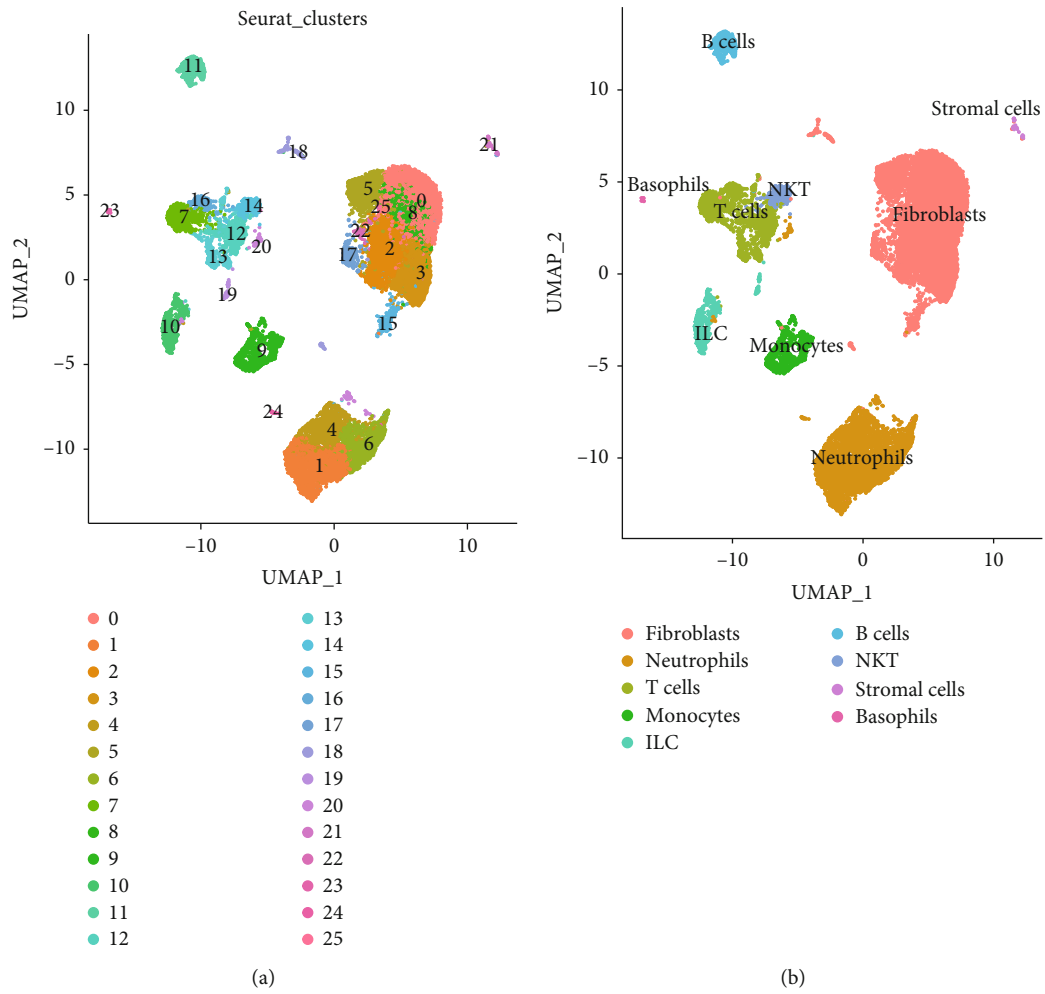 Seurat_clusters
UMAP_2
10
5
0
−5
−10
11
18
21
16
7
14
12
13
20
23
19
10
9
24
5
0
25
8
22
2
17
3
15
4
6
1
−10
0
10
UMAP_1
0
1
2
3
4
5
6
7
8
9
10
11
12
13
14
15
16
17
18
19
20
21
22
23
24
25
(a)
UMAP_2
10
5
0
−5
−10
B cells
Stromal cells
Basophils
NKT
T cells
Fibroblasts
ILC
Monocytes
Neutrophils
−10
0
10
UMAP_1
Fibroblasts
Neutrophils
T cells
Monocytes
ILC
B cells
NKT
Stromal cells
Basophils
(b)